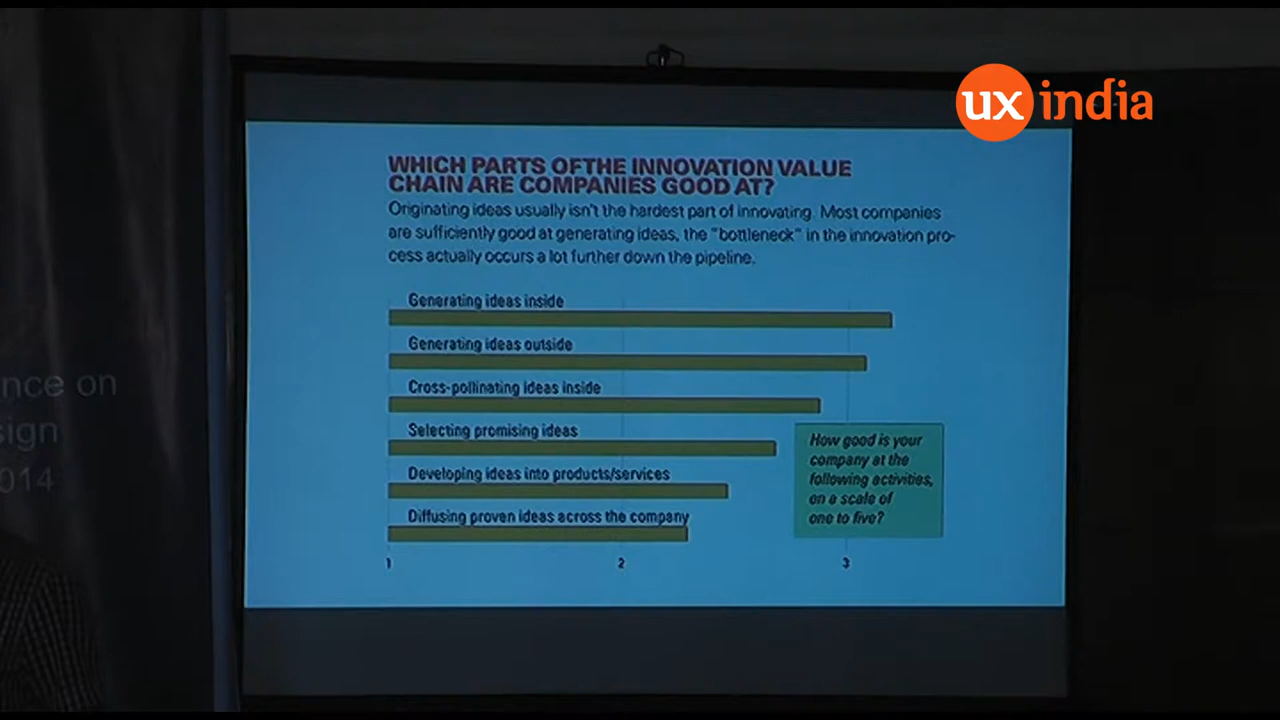 ux india
WHICH PARTS OFTHE INNOVATION VALUE
CHAIN ARE COMPANIES GOOD AT?
Originating ideas usually isn't the hardest part of innovating. Most companies
are sufficiently good at generating ideas, the "bottleneck" in the innovation pro-
cess actually occurs a lot further down the pipeline.
Generating ideas inside
Generating ideas outside
Cross-pollinating ideas inside
Selecting promising ideas
Developing ideas into products/services
Diffusing proven ideas across the company
How good is your
company at the
following activities,
on a scale of
one to five?
1 2 3
nce on
sign
014